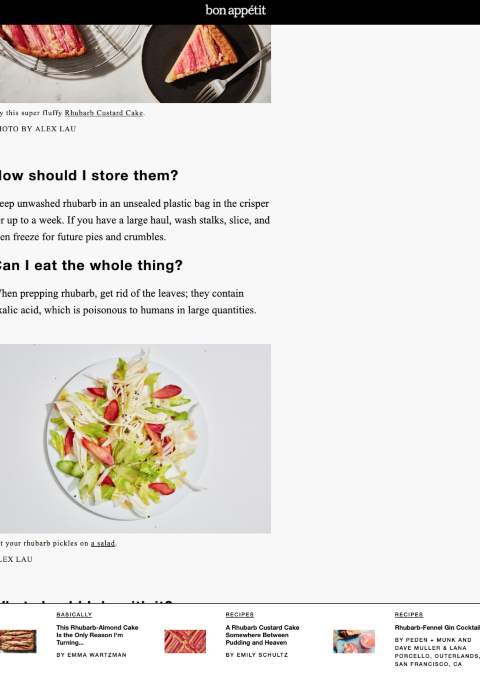 bon appétit
y this super fluffy Rhubarb Custard Cake.
HOTO BY ALEX LAU
How should I store them?
eep unwashed rhubarb in an unsealed plastic bag in the crisper
r up to a week. If you have a large haul, wash stalks, slice, and
en freeze for future pies and crumbles.
Can I eat the whole thing?
When prepping rhubarb, get rid of the leaves; they contain
xalic acid, which is poisonous to humans in large quantities.
t your rhubarb pickles on a salad.
LEX LAU
BASICALLY
This Rhubarb-Almond Cake
Is the Only Reason I'm
Turning...
BY EMMA WARTZMAN
RECIPES
A Rhubarb Custard Cake
Somewhere Between
Pudding and Heaven
BY EMILY SCHULTZ
RECIPES
Rhubarb-Fennel Gin Cocktai
BY PEDEN + MUNK AND
DAVE MULLER & LANA
PORCELLO, OUTERLANDS,
SAN FRANCISCO, CA